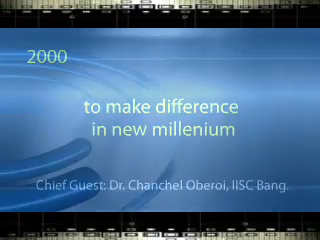 2000
to make difference
in new millenium
Chief Guest: Dr. Chanchel Oberoi, IISC Bang.